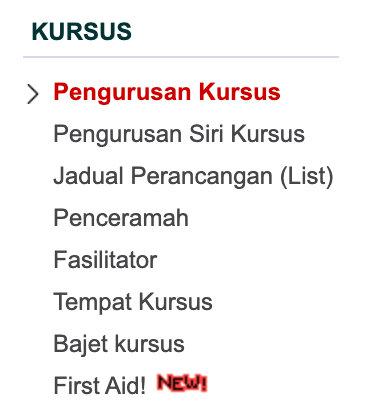 KURSUS
Pengurusan Kursus
Pengurusan Siri Kursus
Jadual Perancangan (List)
Penceramah
Fasilitator
Tempat Kursus
Bajet kursus
First Aid! NEW!